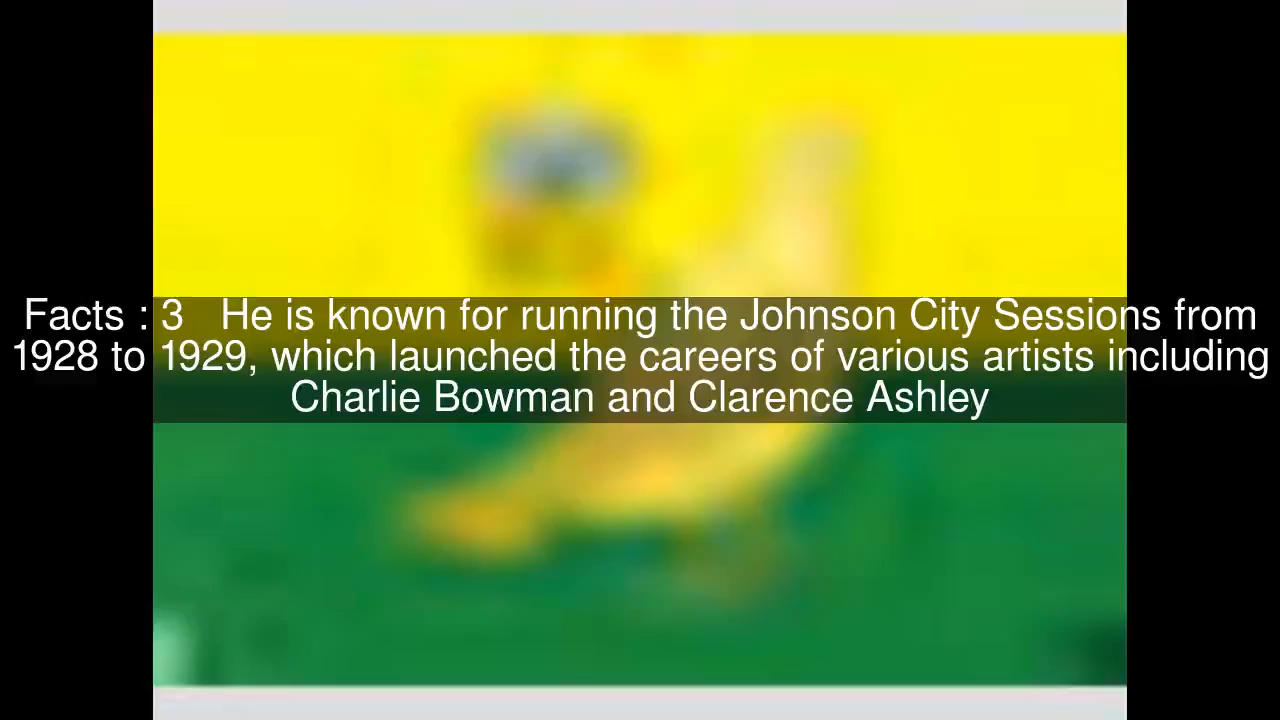 Facts : 3   He is known for running the Johnson City Sessions from
1928 to 1929, which launched the careers of various artists including
Charlie Bowman and Clarence Ashley